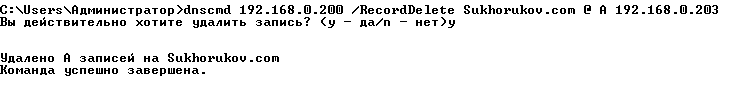 C:\Users\Администратор>dnscmd 192.168.0.200 /RecordDelete Sukhorukov.com @ A 192.168.0.203
Вы действительно хотите удалить запись? (y - да/n - нет)y
Удалено A записей на Sukhorukov.com
Команда успешно завершена.